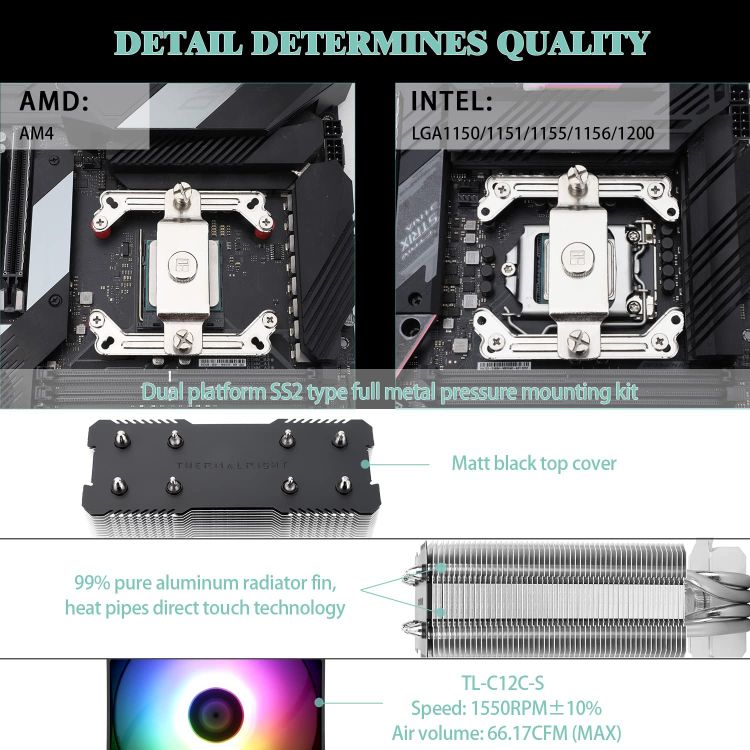 DETAIL DETERMINES QUALITY
AMD:
AM4
INTEL:
LGA1150/1151/1155/1156/1200
STRIX
Dual platform SS2 type full metal pressure mounting kit
THERMALRIGHT
Matt black top cover
99% pure aluminum radiator fin,
heat pipes direct touch technology
TL-C12C-S
Speed: 1550RPM±10%
Air volume: 66.17CFM (MAX)